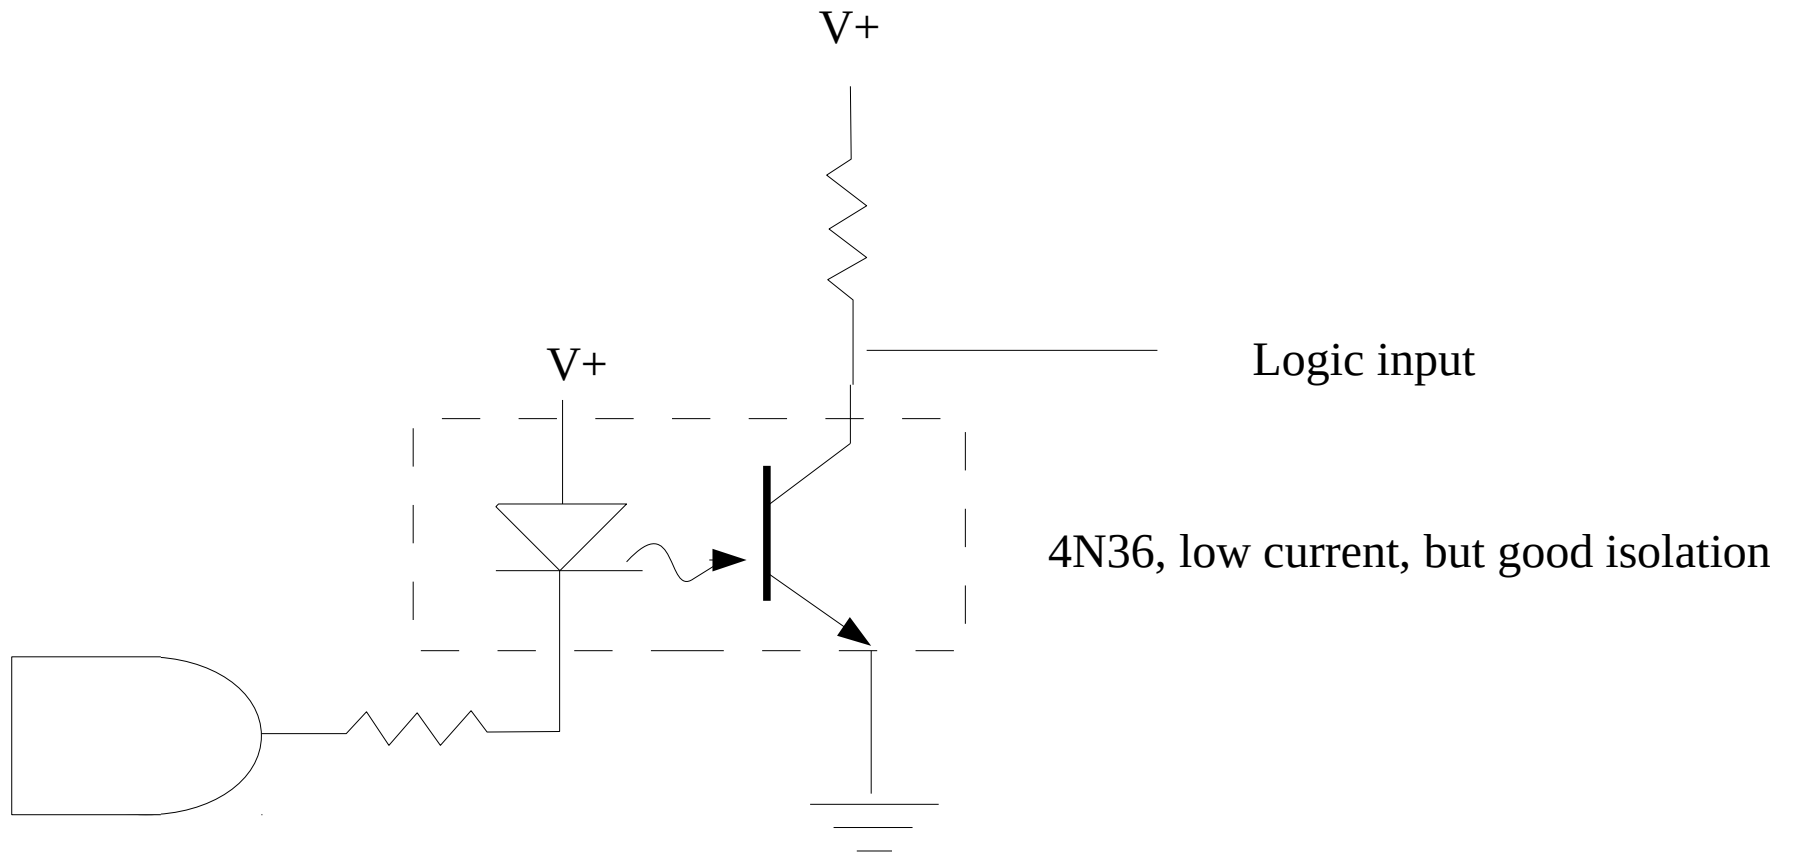 V+
V+
Logic input
4N36, low current, but good isolation